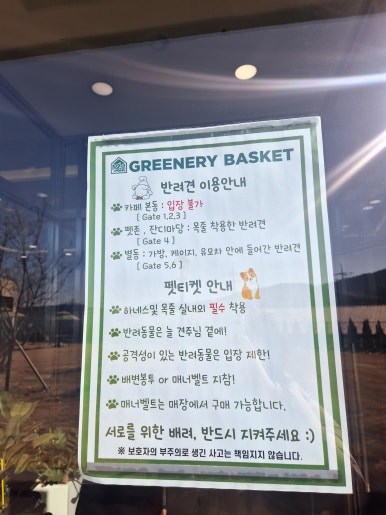 GREENERY BASKET
반려견 이용안내
카페 본동 : 입장 불가
[ Gate 1,2,3 ]
펫존 , 잔디마당 : 목줄 착용한 반려견
[ Gate 4 ]
별동 : 가방, 케이지, 유모차 안에 들어간 반려견
[ Gate 5,6 ]
펫티켓 안내
하네스및 목줄 실내외 필수 착용
반려동물은 늘 견주님 곁에!
공격성이 있는 반려동물은 입장 제한!
배변봉투 or 매너벨트 지참!
매너벨트는 매장에서 구매 가능합니다.
서로를 위한 배려, 반드시 지켜주세요 :)
※ 보호자의 부주의로 생긴 사고는 책임지지 않습니다.